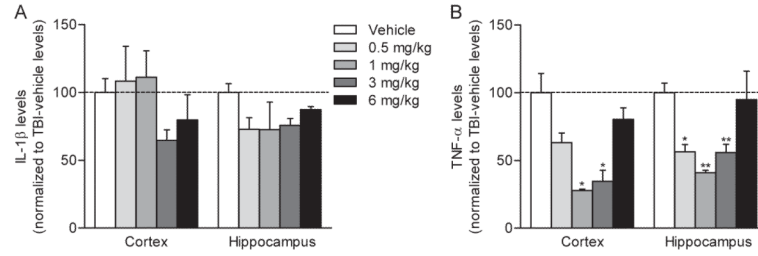 A
IL-1β levels
(normalized to TBI-vehicle levels)
150
100
50
0
Cortex
Hippocampus
Vehicle
0.5 mg/kg
1 mg/kg
3 mg/kg
6 mg/kg
B
TNF-α levels
(normalized to TBI-vehicle levels)
150
100
50
0
*
*
*
**
**
Cortex
Hippocampus